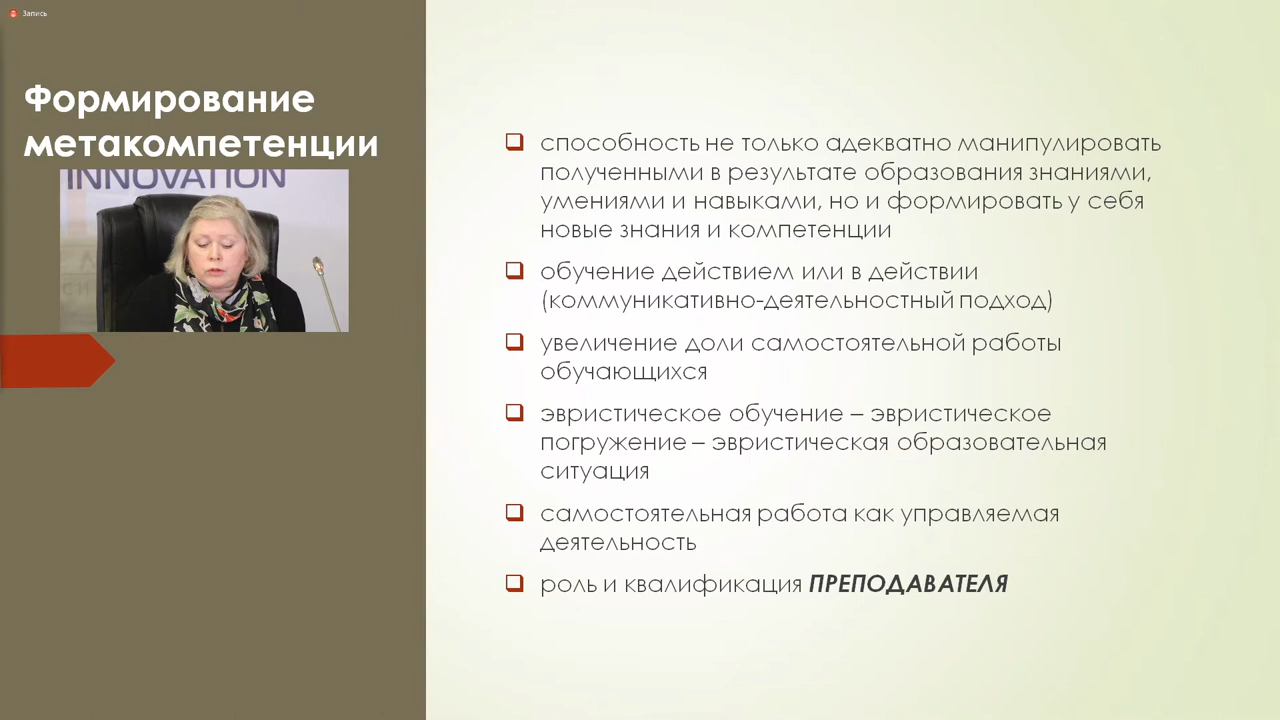 Запись
Формирование
метакомпетенции
INNOVATION
способность не только адекватно манипулировать
полученными в результате образования знаниями,
умениями и навыками, но и формировать у себя
новые знания и компетенции
обучение действием или в действии
(коммуникативно-деятельностный подход)
увеличение доли самостоятельной работы
обучающихся
эвристическое обучение – эвристическое
погружение – эвристическая образовательная
ситуация
самостоятельная работа как управляемая
деятельность
роль и квалификация ПРЕПОДАВАТЕЛЯ